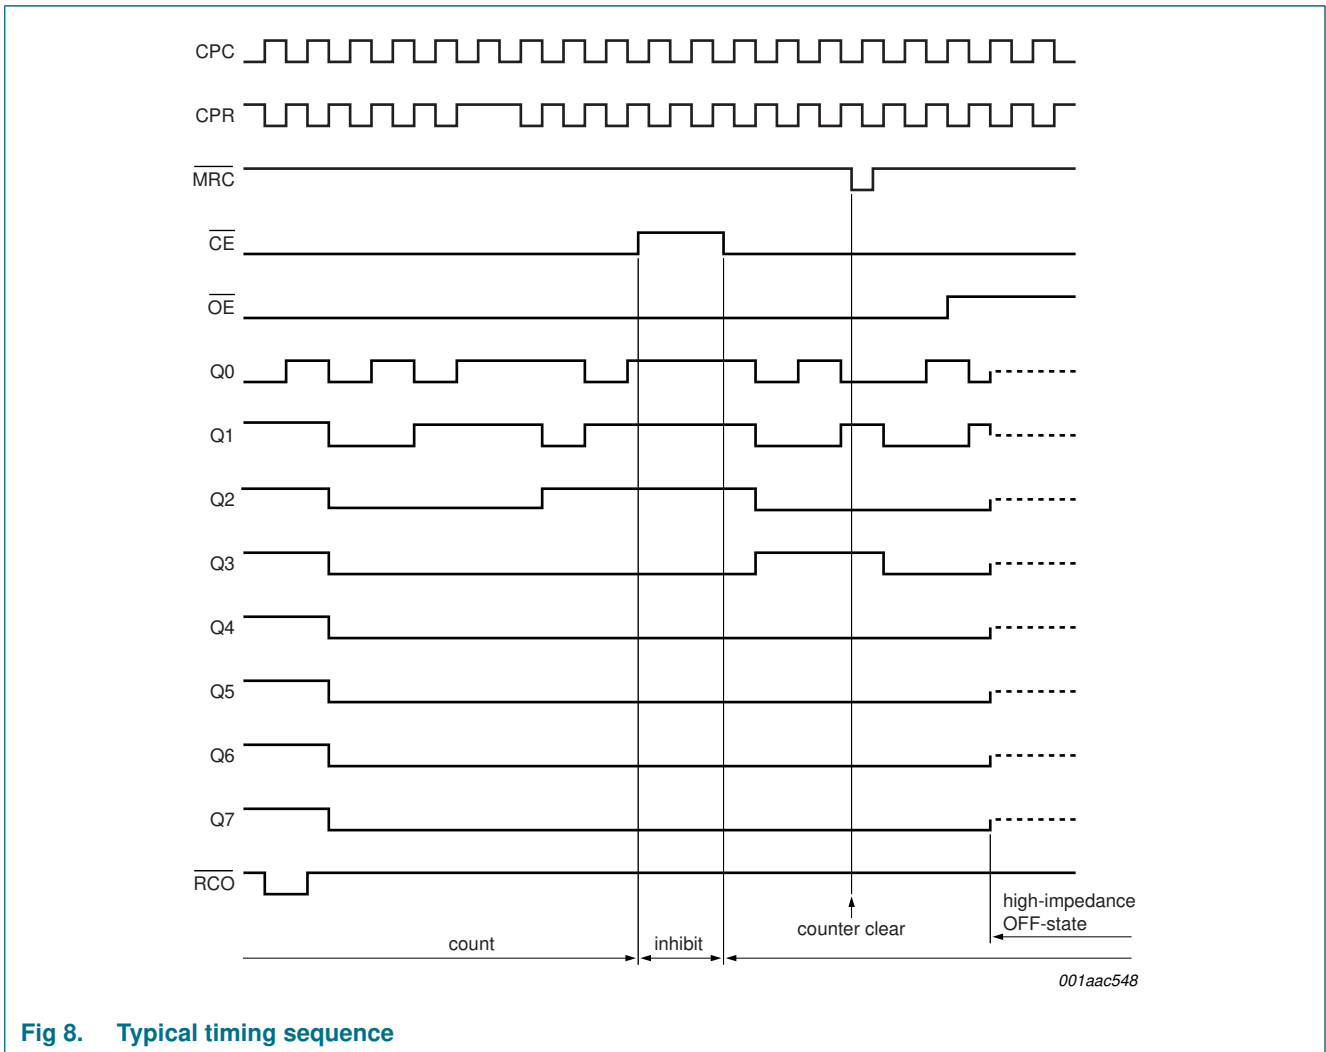 CPC
CPR
MRC
CE
OE
Q0
Q1
Q2
Q3
Q4
Q5
Q6
Q7
RCO
high-impedance
OFF-state
counter clear
count
inhibit
001aac548
Fig 8. Typical timing sequence